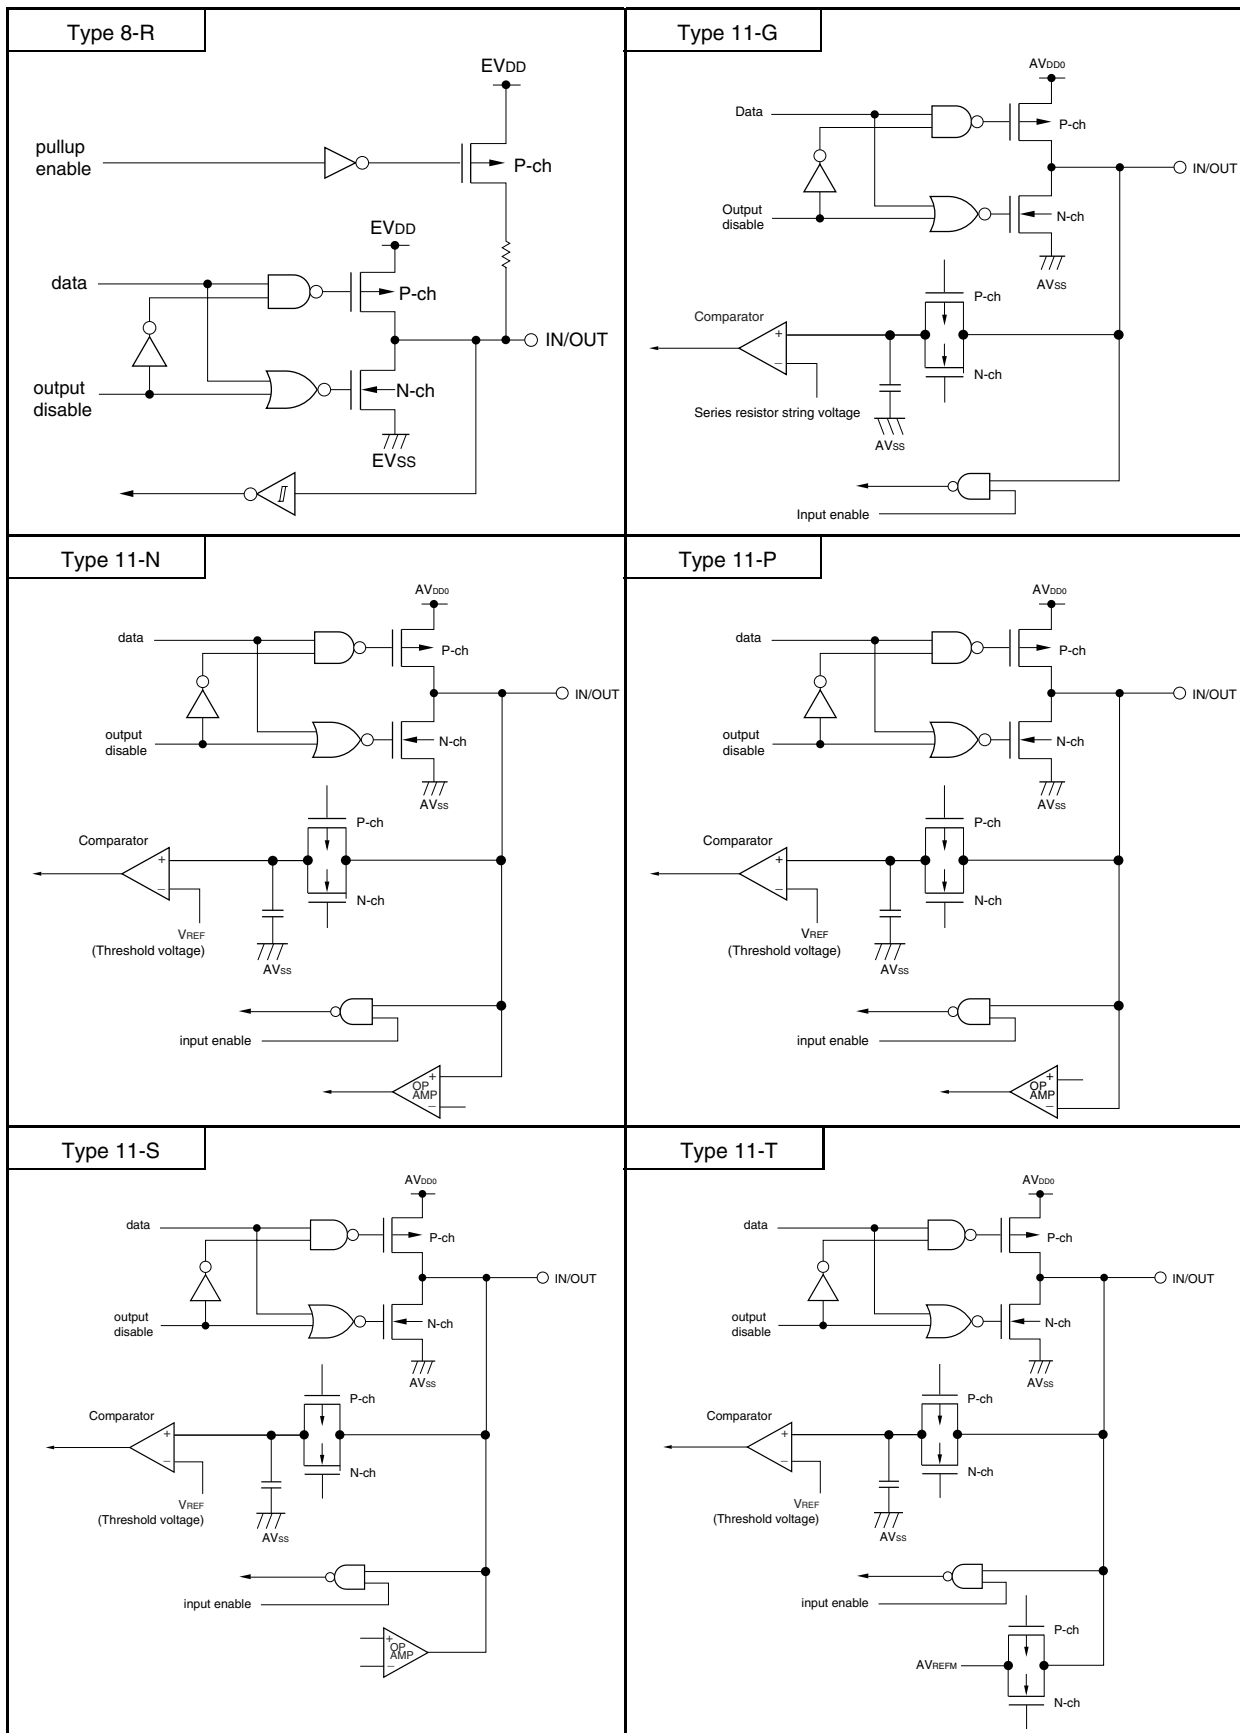 Type 8-R
EVDD
pullup
enable
P-ch
EVDD
data
P-ch
IN/OUT
output
disable
N-ch
EVSS
Type 11-G
AVDD0
Data
P-ch
IN/OUT
Output
disable
N-ch
AVSS
P-ch
Comparator
+
–
N-ch
Series resistor string voltage
AVSS
Input enable
Type 11-N
AVDD0
data
P-ch
IN/OUT
output
disable
N-ch
AVSS
P-ch
Comparator
+
–
N-ch
VREF
(Threshold voltage)
AVSS
input enable
+
OP
AMP
–
Type 11-P
AVDD0
data
P-ch
IN/OUT
output
disable
N-ch
AVSS
P-ch
Comparator
+
–
N-ch
VREF
(Threshold voltage)
AVSS
input enable
+
OP
AMP
–
Type 11-S
AVDD0
data
P-ch
IN/OUT
output
disable
N-ch
AVSS
P-ch
Comparator
+
–
N-ch
VREF
(Threshold voltage)
AVSS
input enable
+
OP
AMP
–
Type 11-T
AVDD0
data
P-ch
IN/OUT
output
disable
N-ch
AVSS
P-ch
Comparator
+
–
N-ch
VREF
(Threshold voltage)
AVSS
input enable
P-ch
AVREFM
N-ch